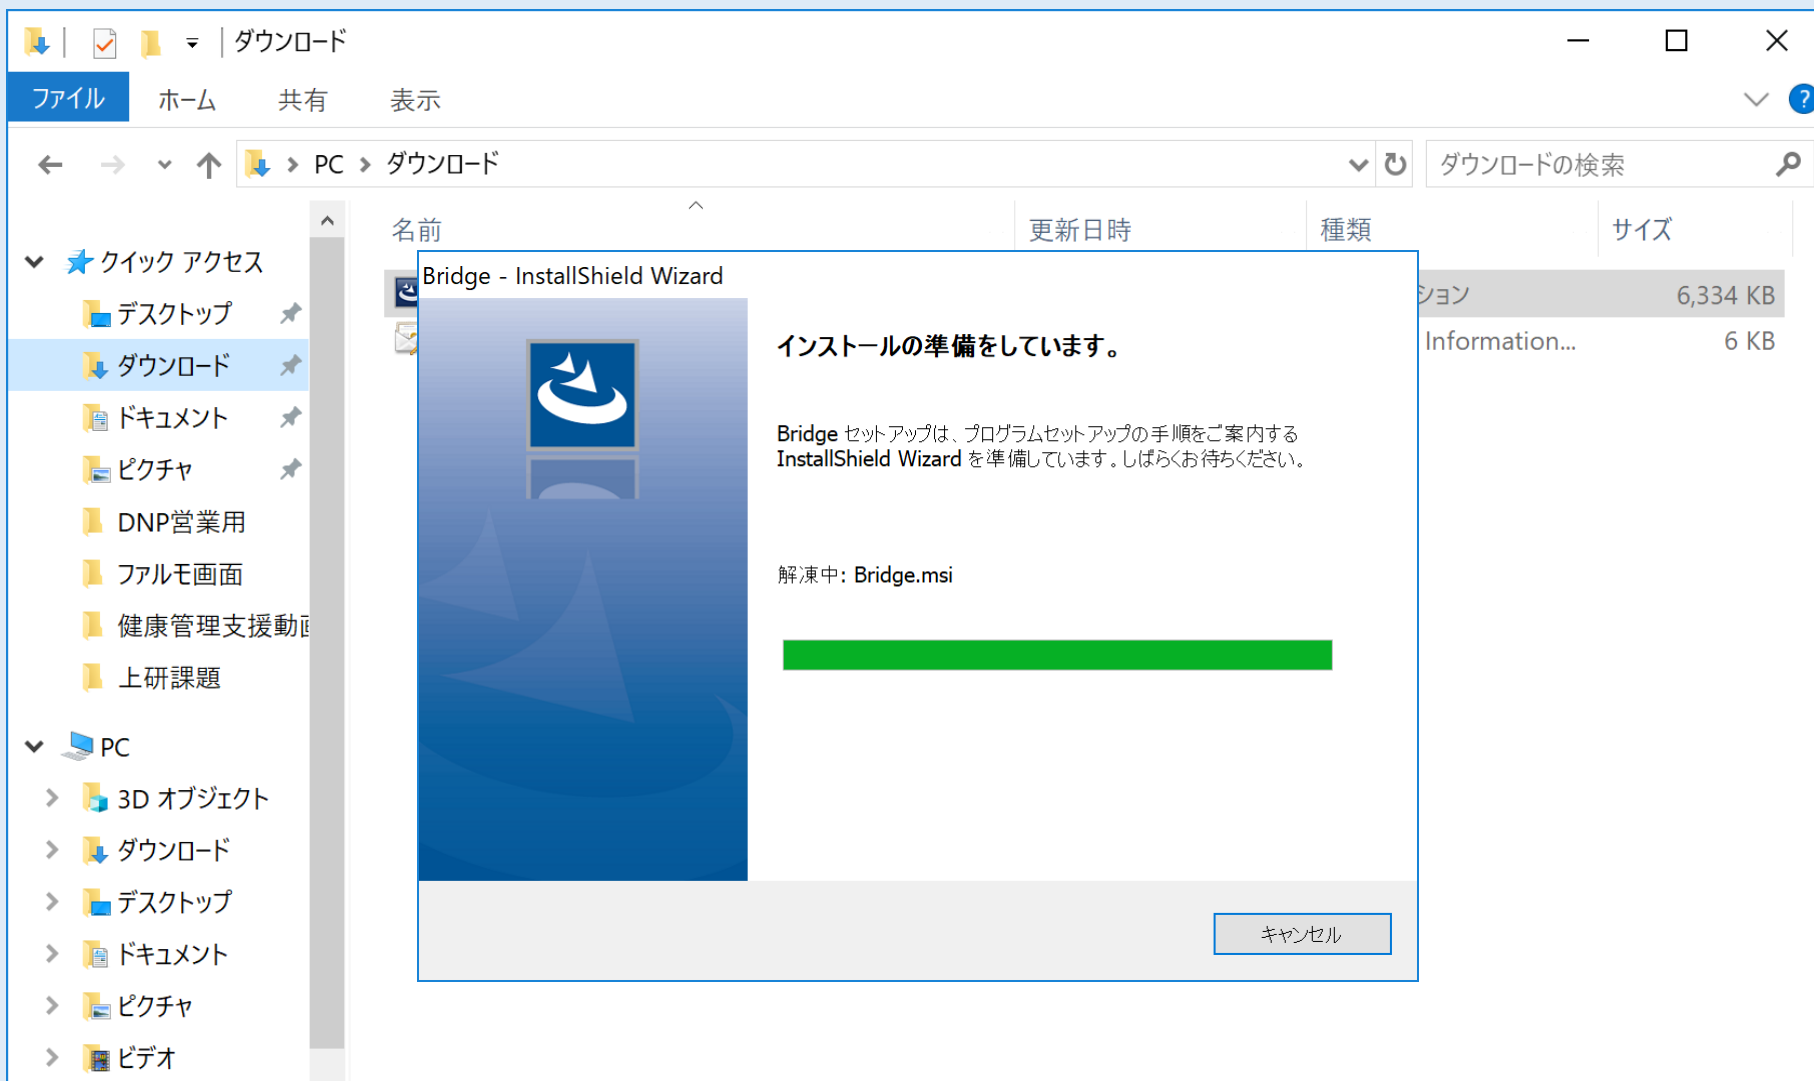 ダウンロード
ファイル ホーム 共有 表示 ?
PC ダウンロード ダウンロードの検索
名前 更新日時 種類 サイズ
クイック アクセス
デスクトップ
ダウンロード
ドキュメント
ピクチャ
DNP営業用
ファルモ画面
健康管理支援動画
上研課題
PC
3D オブジェクト
ダウンロード
デスクトップ
ドキュメント
ピクチャ
ビデオ
ション 6,334 KB
Information... 6 KB
Bridge - InstallShield Wizard
インストールの準備をしています。
Bridge セットアップは、プログラムセットアップの手順をご案内する
InstallShield Wizard を準備しています。しばらくお待ちください。
解凍中: Bridge.msi
キャンセル